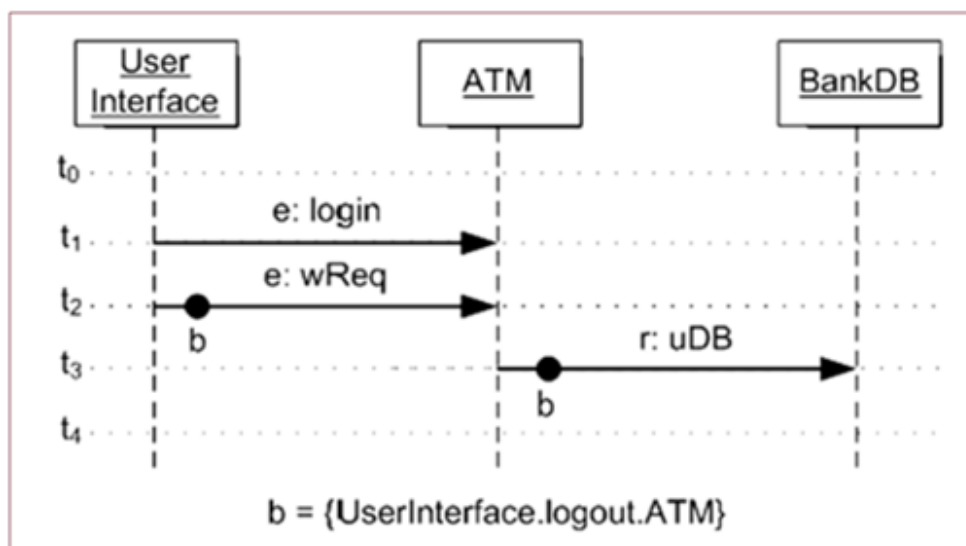 User
Interface
ATM
BankDB
t0
e: login
t1
e: wReq
t2
b
r: uDB
t3
b
t4
b = {UserInterface.logout.ATM}